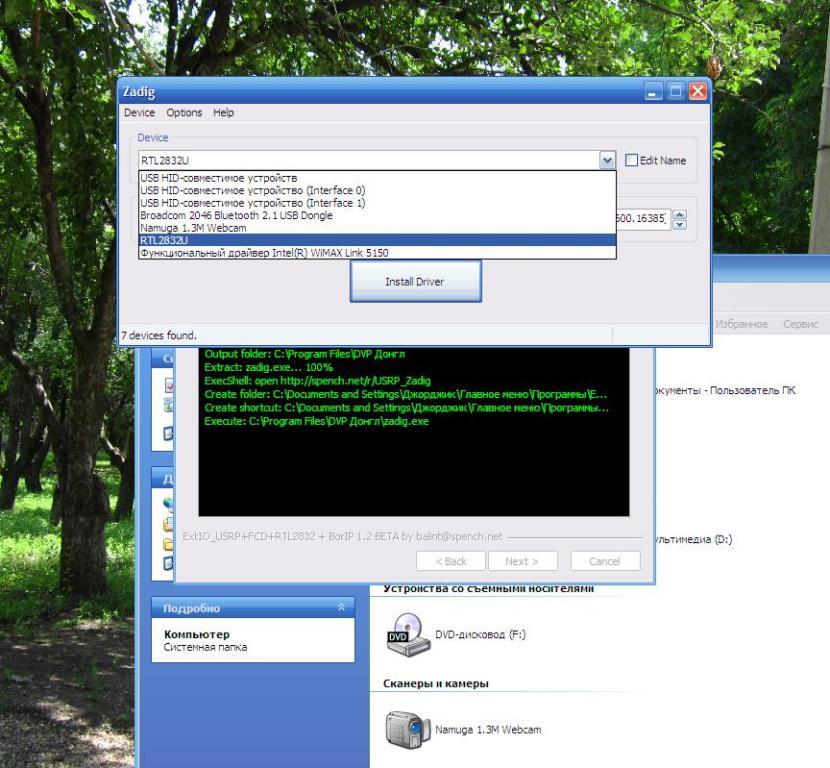 Zadig
Device Options Help
Device
RTL2832U
Edit Name
USB HID-совместимое устройств
USB HID-совместимое устройство (Interface 0)
USB HID-совместимое устройство (Interface 1)
Broadcom 2046 Bluetooth 2.1 USB Dongle
Namuga 1.3M Webcam
RTL2832U
Функциональный драйвер Intel(R) WiMAX Link 5150
500.16385
Install Driver
7 devices found.
Избранное Сервис
Output folder: C:\Program Files\DVP Донгл
Extract: zadig.exe... 100%
ExecShell: open http://spench.net/r/USRP_Zadig
Create folder: C:\Documents and Settings\Джорджик\Главное меню\Программы\E...
Create shortcut: C:\Documents and Settings\Джорджик\Главное меню\Программы...
Execute: C:\Program Files\DVP Донгл\zadig.exe
окументы - Пользователь ПК
ExtIO_USRP+FCD+RTL2832 + BorIP 1.2 BETA by balint@spench.net
ультимедиа (D:)
< Back Next > Cancel
Устройства со съемными носителями
Подробно
Компьютер
Системная папка
DVD
DVD-дисковод (F:)
Сканеры и камеры
Namuga 1.3M Webcam